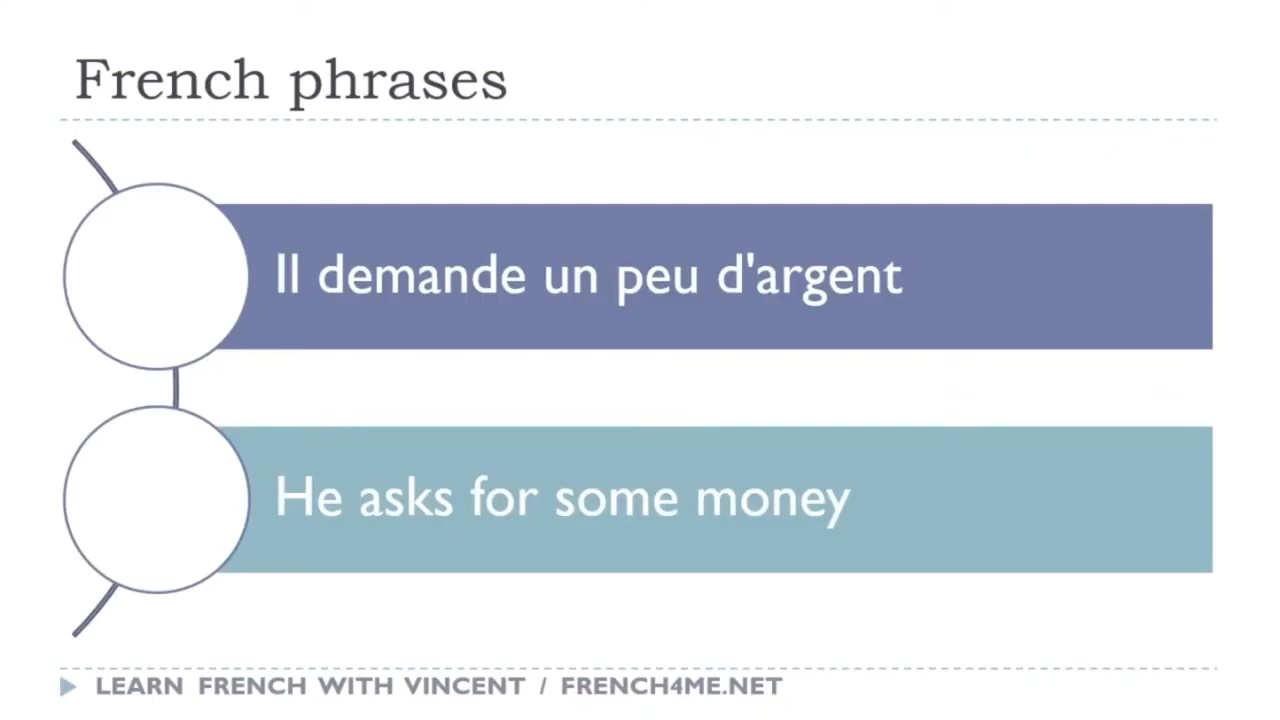 French phrases
Il demande un peu d'argent
He asks for some money
LEARN FRENCH WITH VINCENT / FRENCH4ME.NET